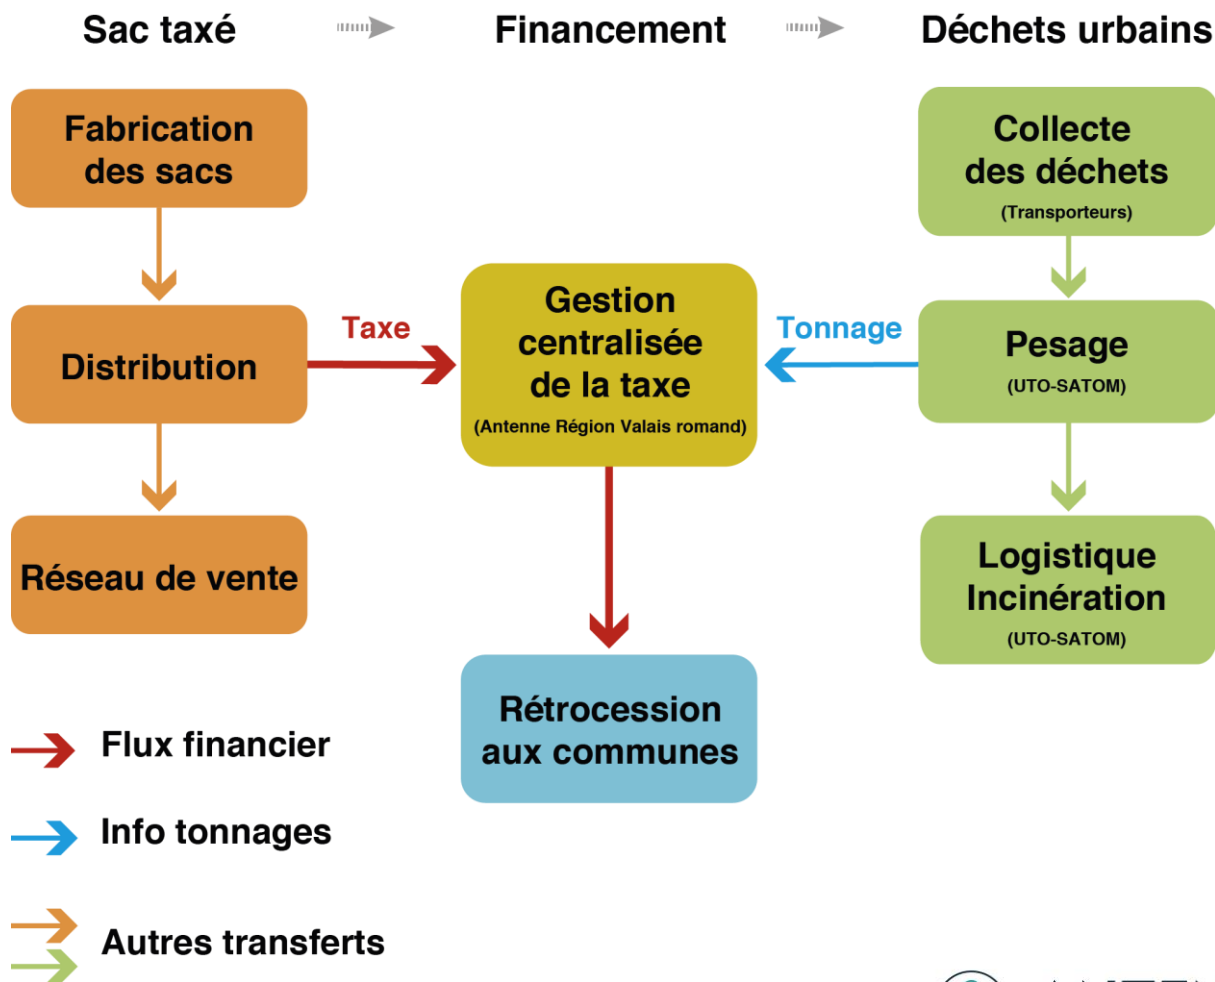 Sac taxé
Financement
Déchets urbains
Fabrication
des sacs
Collecte
des déchets
(Transporteurs)
Distribution
Taxe
Gestion
centralisée
de la taxe
(Antenne Région Valais romand)
Tonnage
Pesage
(UTO-SATOM)
Réseau de vente
Logistique
Incinération
(UTO-SATOM)
Rétrocession
aux communes
Flux financier
Info tonnages
Autres transferts